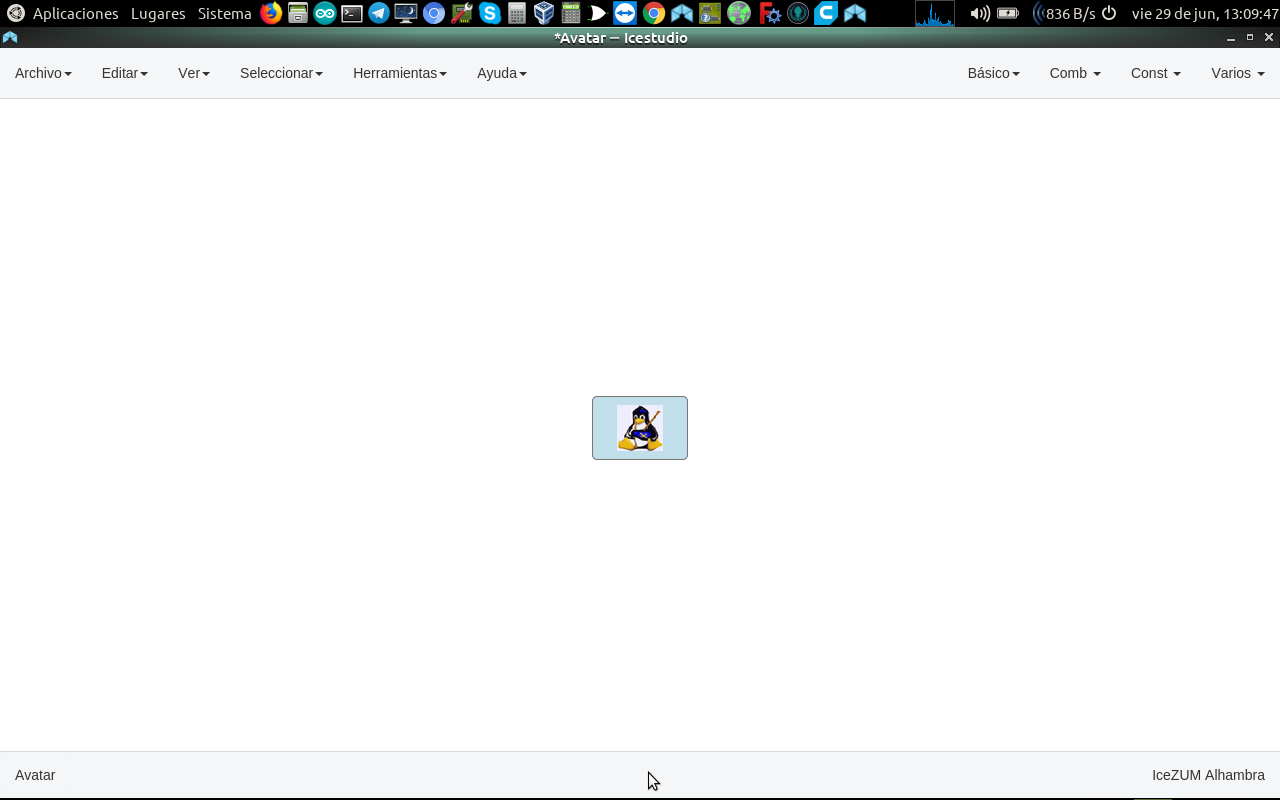 Aplicaciones Lugares Sistema 836 B/s vie 29 de jun, 13:09:47
*Avatar — Icestudio
Archivo Editar Ver Seleccionar Herramientas Ayuda Básico Comb Const Varios
Avatar IceZUM Alhambra